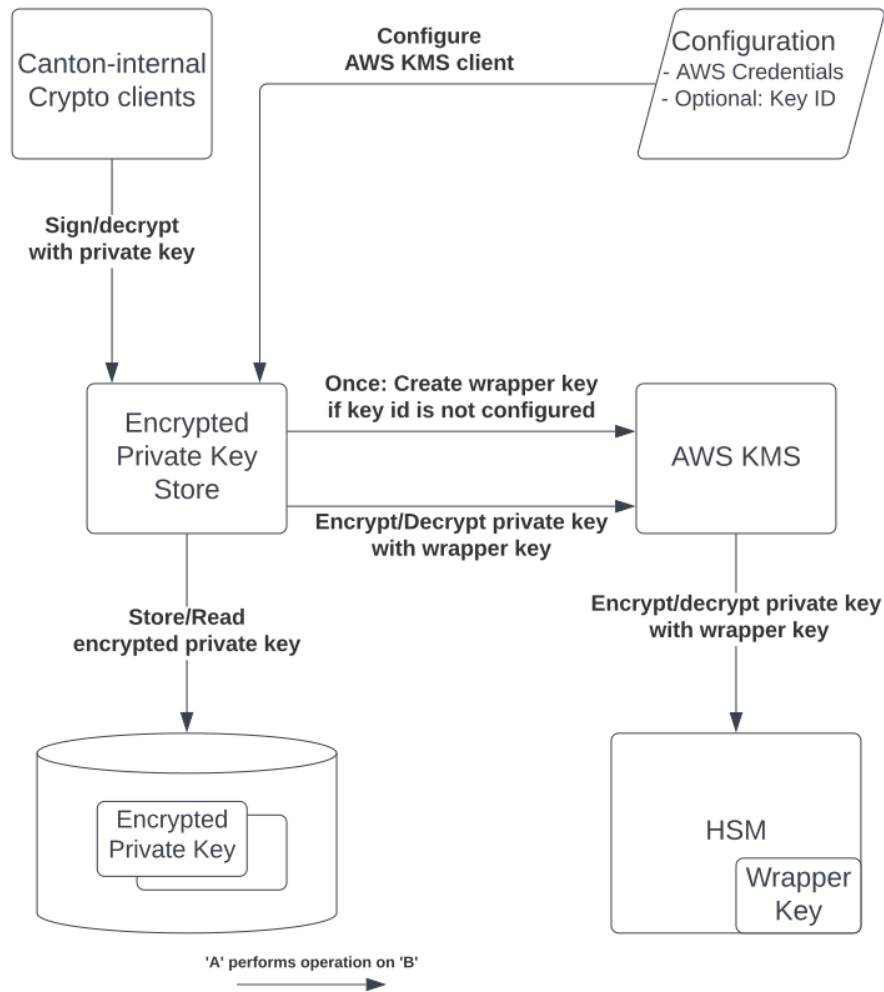 Canton-internal
Crypto clients
Configure
AWS KMS client
Configuration
- AWS Credentials
- Optional: Key ID
Sign/decrypt
with private key
Encrypted
Private Key
Store
Once: Create wrapper key
if key id is not configured
AWS KMS
Encrypt/Decrypt private key
with wrapper key
Store/Read
encrypted private key
Encrypt/decrypt private key
with wrapper key
Encrypted
Private Key
HSM
Wrapper
Key
'A' performs operation on 'B'